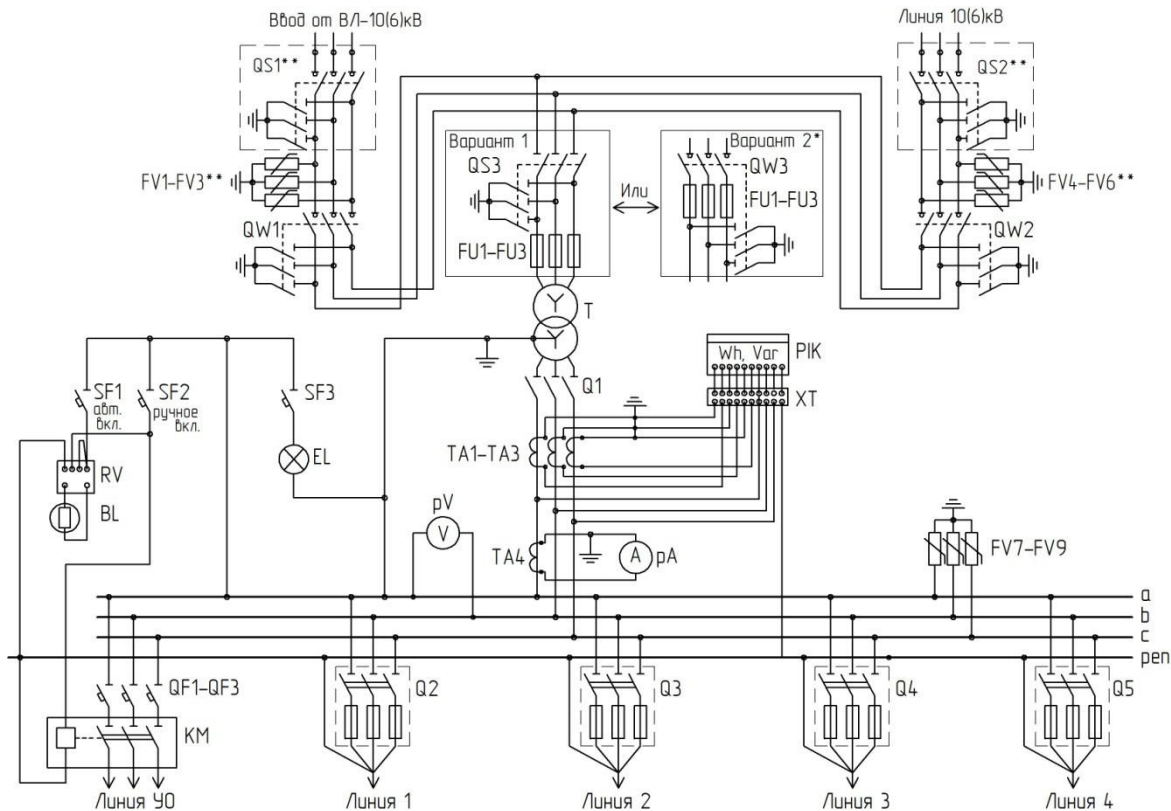 Ввод от ВЛ-10(6)кВ
Линия 10(6)кВ
QS1**
QS2**
Вариант 1
Вариант 2*
QS3
QW3
Или
FU1-FU3
FU1-FU3
FV1-FV3**
FV4-FV6**
QW1
QW2
T
Wh, Var
PIK
Q1
XT
SF1
авт.
вкл.
SF2
ручное
вкл.
SF3
EL
RV
BL
TA1-TA3
pV
V
TA4
A
pA
FV7-FV9
a
b
c
pen
QF1-QF3
Q2
Q3
Q4
Q5
KM
Линия УО
Линия 1
Линия 2
Линия 3
Линия 4